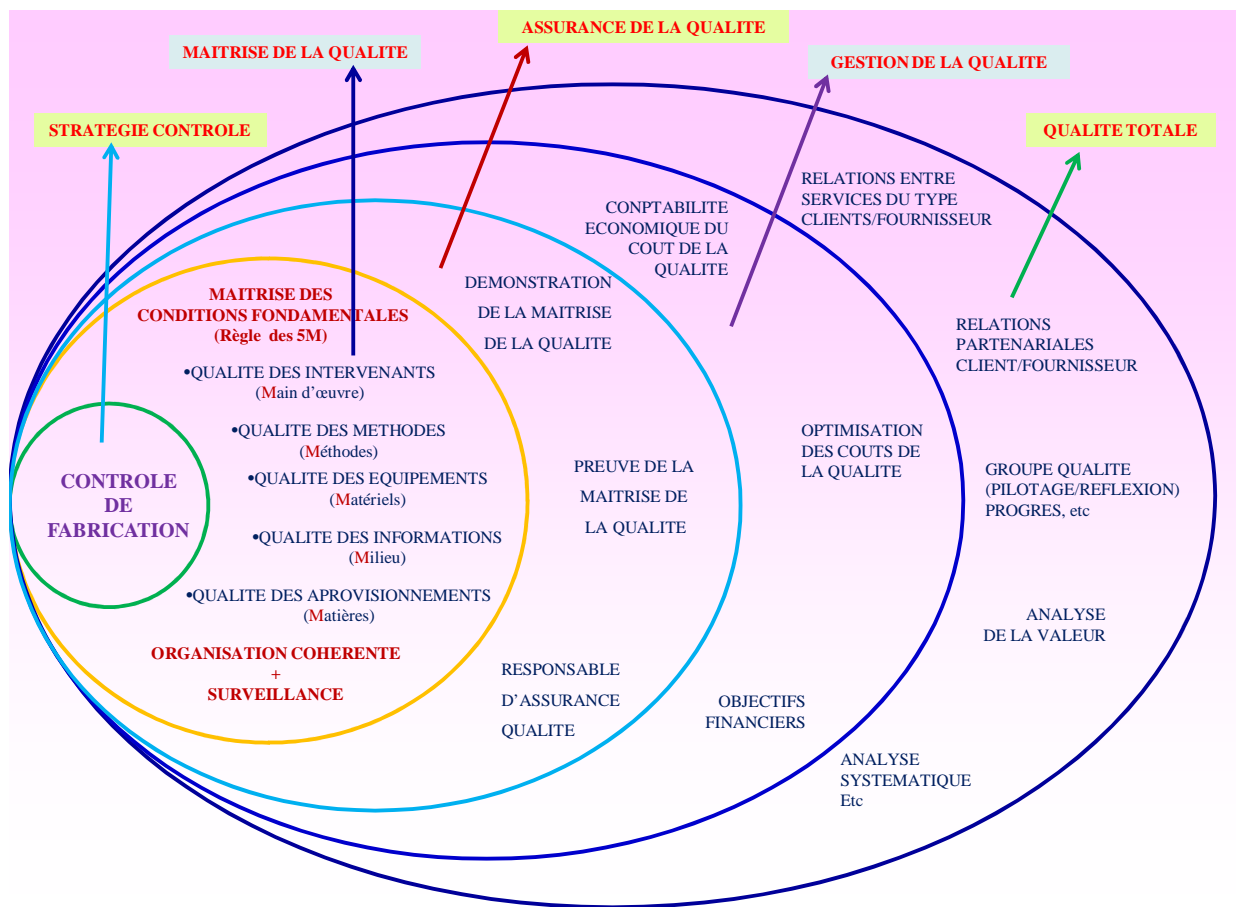 ASSURANCE DE LA QUALITE
MAITRISE DE LA QUALITE
GESTION DE LA QUALITE
STRATEGIE CONTROLE
QUALITE TOTALE
CONTROLE
DE
FABRICATION
MAITRISE DES
CONDITIONS FONDAMENTALES
(Règle des 5M)
•QUALITE DES INTERVENANTS
(Main d'œuvre)
•QUALITE DES METHODES
(Méthodes)
•QUALITE DES EQUIPEMENTS
(Matériels)
•QUALITE DES INFORMATIONS
(Milieu)
•QUALITE DES APROVISIONNEMENTS
(Matières)
ORGANISATION COHERENTE
+
SURVEILLANCE
DEMONSTRATION
DE LA MAITRISE
DE LA QUALITE
PREUVE DE LA
MAITRISE DE
LA QUALITE
RESPONSABLE
D'ASSURANCE
QUALITE
CONPTABILITE
ECONOMIQUE DU
COUT DE LA
QUALITE
OPTIMISATION
DES COUTS DE
LA QUALITE
OBJECTIFS
FINANCIERS
RELATIONS ENTRE
SERVICES DU TYPE
CLIENTS/FOURNISSEUR
RELATIONS
PARTENARIALES
CLIENT/FOURNISSEUR
GROUPE QUALITE
(PILOTAGE/REFLEXION)
PROGRES, etc
ANALYSE
DE LA VALEUR
ANALYSE
SYSTEMATIQUE
Etc